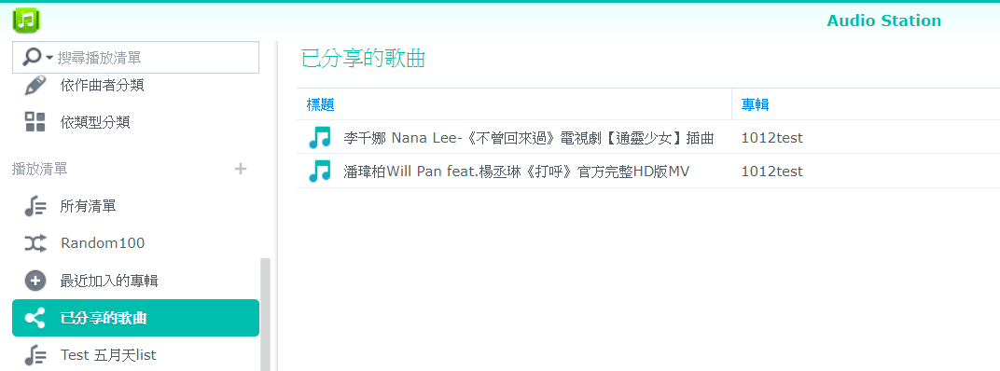 Audio Station
搜尋播放清單
依作曲者分類
依類型分類
播放清單
所有清單
Random100
最近加入的專輯
已分享的歌曲
Test 五月天list
已分享的歌曲
標題 專輯
李千娜 Nana Lee-《不曾回來過》電視劇【通靈少女】插曲 1012test
潘瑋柏Will Pan feat.楊丞琳《打呼》官方完整HD版MV 1012test